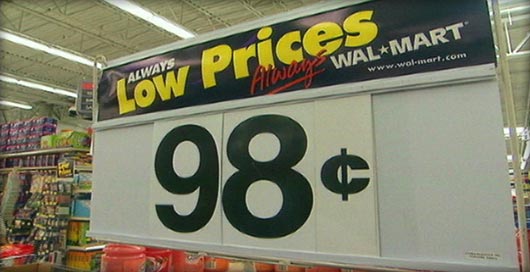 ALWAYS
Low Prices
Always WAL★MART
www.wal-mart.com
98¢